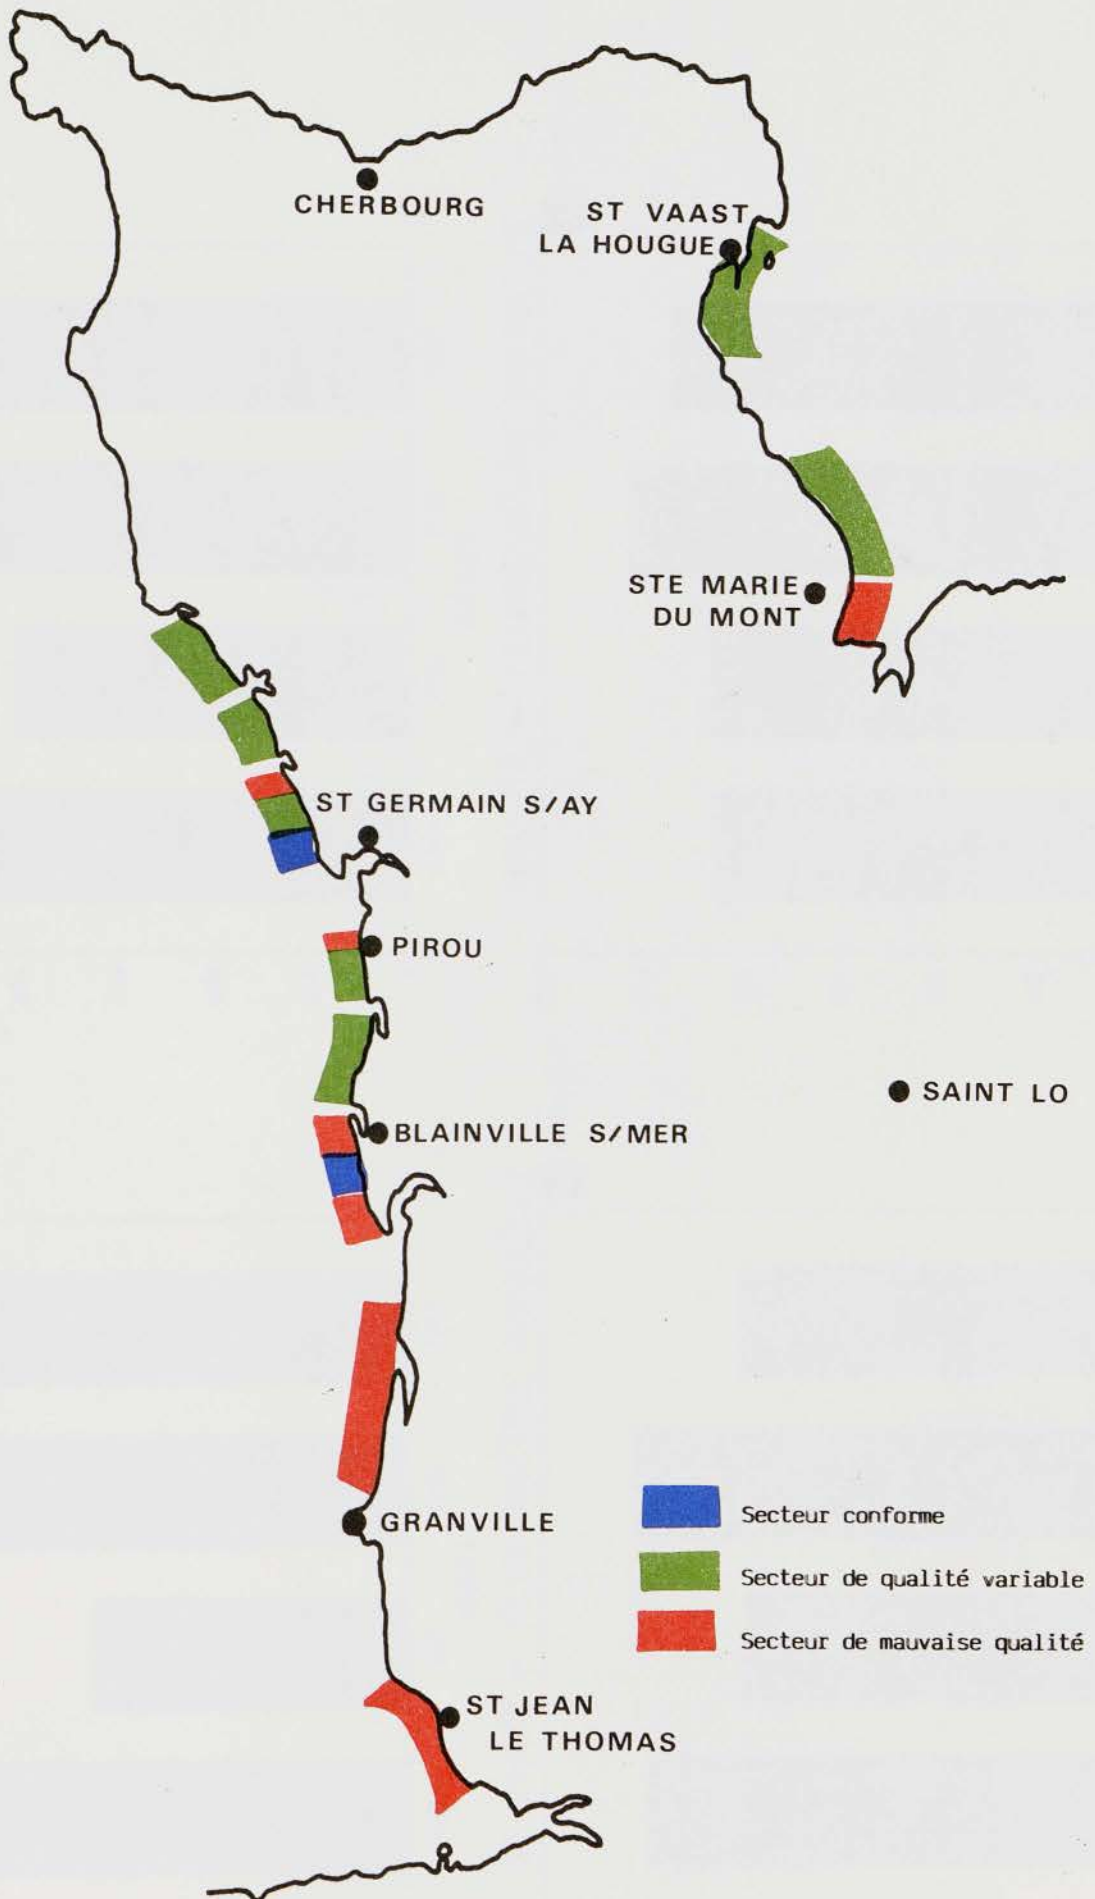 CHERBOURG
ST VAAST
LA HOUGUE
STE MARIE
DU MONT
ST GERMAIN S/AY
PIROU
SAINT LO
BLAINVILLE S/MER
GRANVILLE
Secteur conforme
Secteur de qualité variable
Secteur de mauvaise qualité
ST JEAN
LE THOMAS